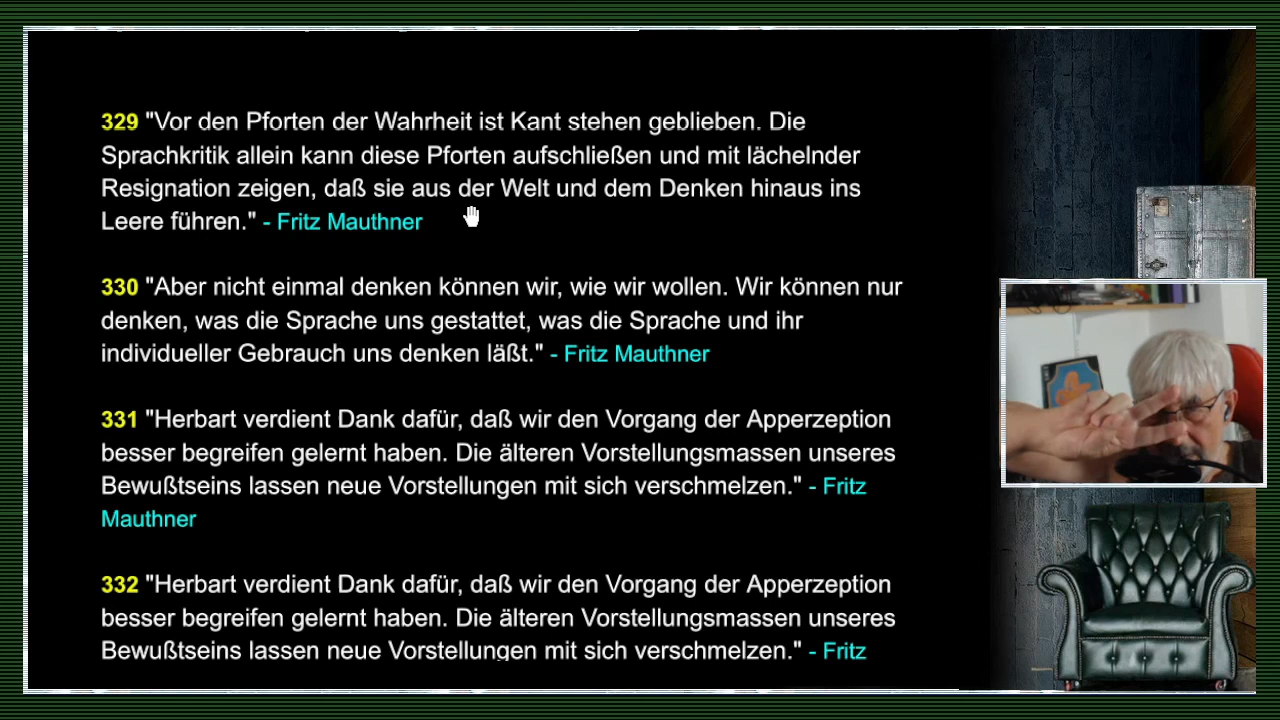 329 "Vor den Pforten der Wahrheit ist Kant stehen geblieben. Die
Sprachkritik allein kann diese Pforten aufschließen und mit lächelnder
Resignation zeigen, daß sie aus der Welt und dem Denken hinaus ins
Leere führen." - Fritz Mauthner
330 "Aber nicht einmal denken können wir, wie wir wollen. Wir können nur
denken, was die Sprache uns gestattet, was die Sprache und ihr
individueller Gebrauch uns denken läßt." - Fritz Mauthner
331 "Herbart verdient Dank dafür, daß wir den Vorgang der Apperzeption
besser begreifen gelernt haben. Die älteren Vorstellungsmassen unseres
Bewußtseins lassen neue Vorstellungen mit sich verschmelzen." - Fritz
Mauthner
332 "Herbart verdient Dank dafür, daß wir den Vorgang der Apperzeption
besser begreifen gelernt haben. Die älteren Vorstellungsmassen unseres
Bewußtseins lassen neue Vorstellungen mit sich verschmelzen." - Fritz